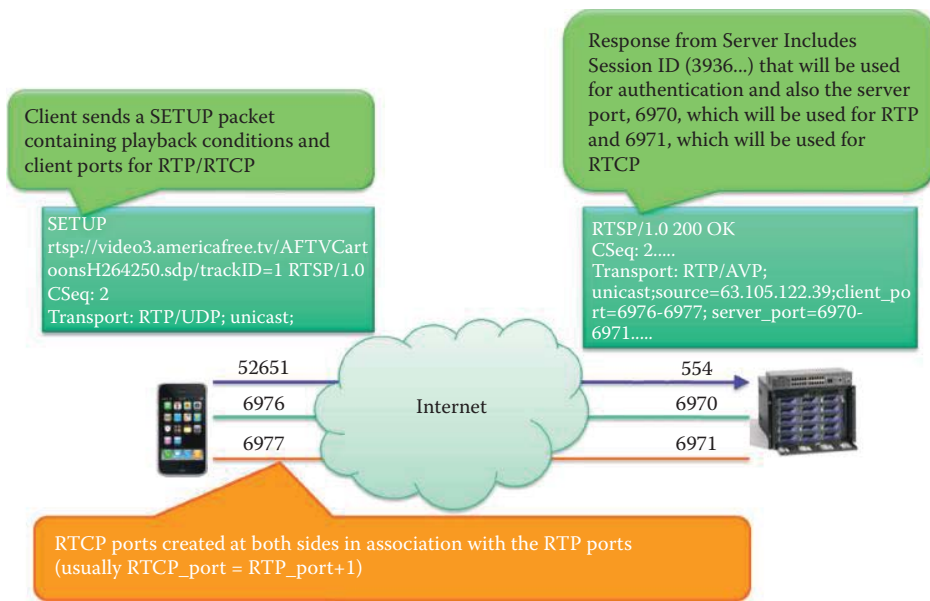 Response from Server Includes
Session ID (3936...) that will be used
for authentication and also the server
port, 6970, which will be used for RTP
and 6971, which will be used for
RTCP
Client sends a SETUP packet
containing playback conditions and
client ports for RTP/RTCP
SETUP
rtsp://video3.americafree.tv/AFTVCart
oonsH264250.sdp/trackID=1 RTSP/1.0
CSeq: 2
Transport: RTP/UDP; unicast;
RTSP/1.0 200 OK
CSeq: 2.....
Transport: RTP/AVP;
unicast;source=63.105.122.39;client_po
rt=6976-6977; server_port=6970-
6971.....
52651
554
6976
Internet
6970
6977
6971
RTCP ports created at both sides in association with the RTP ports
(usually RTCP_port = RTP_port+1)